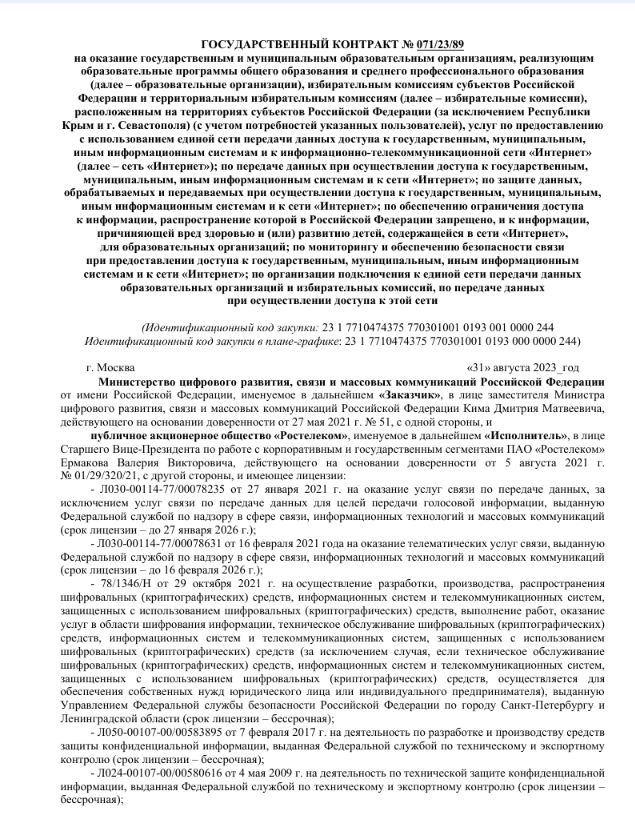 ГОСУДАРСТВЕННЫЙ КОНТРАКТ № 071/23/89
на оказание государственным и муниципальным образовательным организациям, реализующим
образовательные программы общего образования и среднего профессионального образования
(далее – образовательные организации), избирательным комиссиям субъектов Российской
Федерации и территориальным избирательным комиссиям (далее – избирательные комиссии),
расположенным на территориях субъектов Российской Федерации (за исключением Республики
Крым и г. Севастополя) (с учетом потребностей указанных пользователей), услуг по предоставлению
с использованием единой сети передачи данных доступа к государственным, муниципальным,
иным информационным системам и к информационно-телекоммуникационной сети «Интернет»
(далее – сеть «Интернет»); по передаче данных при осуществлении доступа к государственным,
муниципальным, иным информационным системам и к сети «Интернет»; по защите данных,
обрабатываемых и передаваемых при осуществлении доступа к государственным, муниципальным,
иным информационным системам и к сети «Интернет»; по обеспечению ограничения доступа
к информации, распространение которой в Российской Федерации запрещено, и к информации,
причиняющей вред здоровью и (или) развитию детей, содержащейся в сети «Интернет»,
для образовательных организаций; по мониторингу и обеспечению безопасности связи
при предоставлении доступа к государственным, муниципальным, иным информационным
системам и к сети «Интернет»; по организации подключения к единой сети передачи данных
образовательных организаций и избирательных комиссий, по передаче данных
при осуществлении доступа к этой сети
(Идентификационный код закупки: 23 1 7710474375 770301001 0193 001 0000 244
Идентификационный код закупки в плане-графике: 23 1 7710474375 770301001 0193 000 0000 244)
г. Москва «31» августа 2023_год
Министерство цифрового развития, связи и массовых коммуникаций Российской Федерации
от имени Российской Федерации, именуемое в дальнейшем «Заказчик», в лице заместителя Министра
цифрового развития, связи и массовых коммуникаций Российской Федерации Кима Дмитрия Матвеевича,
действующего на основании доверенности от 27 мая 2021 г. № 51, с одной стороны, и
публичное акционерное общество «Ростелеком», именуемое в дальнейшем «Исполнитель», в лице
Старшего Вице-Президента по работе с корпоративным и государственным сегментами ПАО «Ростелеком»
Ермакова Валерия Викторовича, действующего на основании доверенности от 5 августа 2021 г.
№ 01/29/320/21, с другой стороны, и имеющее лицензии:
- Л030-00114-77/00078235 от 27 января 2021 г. на оказание услуг связи по передаче данных, за
исключением услуг связи по передаче данных для целей передачи голосовой информации, выданную
Федеральной службой по надзору в сфере связи, информационных технологий и массовых коммуникаций
(срок лицензии – до 27 января 2026 г.);
- Л030-00114-77/00078631 от 16 февраля 2021 года на оказание телематических услуг связи, выданную
Федеральной службой по надзору в сфере связи, информационных технологий и массовых коммуникаций
(срок лицензии – до 16 февраля 2026 г.);
- 78/1346/Н от 29 октября 2021 г. на осуществление разработки, производства, распространения
шифровальных (криптографических) средств, информационных систем и телекоммуникационных систем,
защищенных с использованием шифровальных (криптографических) средств, выполнение работ, оказание
услуг в области шифрования информации, техническое обслуживание шифровальных (криптографических)
средств, информационных систем и телекоммуникационных систем, защищенных с использованием
шифровальных (криптографических) средств (за исключением случая, если техническое обслуживание
шифровальных (криптографических) средств, информационных систем и телекоммуникационных систем,
защищенных с использованием шифровальных (криптографических) средств, осуществляется для
обеспечения собственных нужд юридического лица или индивидуального предпринимателя), выданную
Управлением Федеральной службы безопасности Российской Федерации по городу Санкт-Петербургу и
Ленинградской области (срок лицензии – бессрочная);
- Л050-00107-00/00583895 от 7 февраля 2017 г. на деятельность по разработке и производству средств
защиты конфиденциальной информации, выданная Федеральной службой по техническому и экспортному
контролю (срок лицензии – бессрочная);
- Л024-00107-00/00580616 от 4 мая 2009 г. на деятельность по технической защите конфиденциальной
информации, выданная Федеральной службой по техническому и экспортному контролю (срок лицензии –
бессрочная);